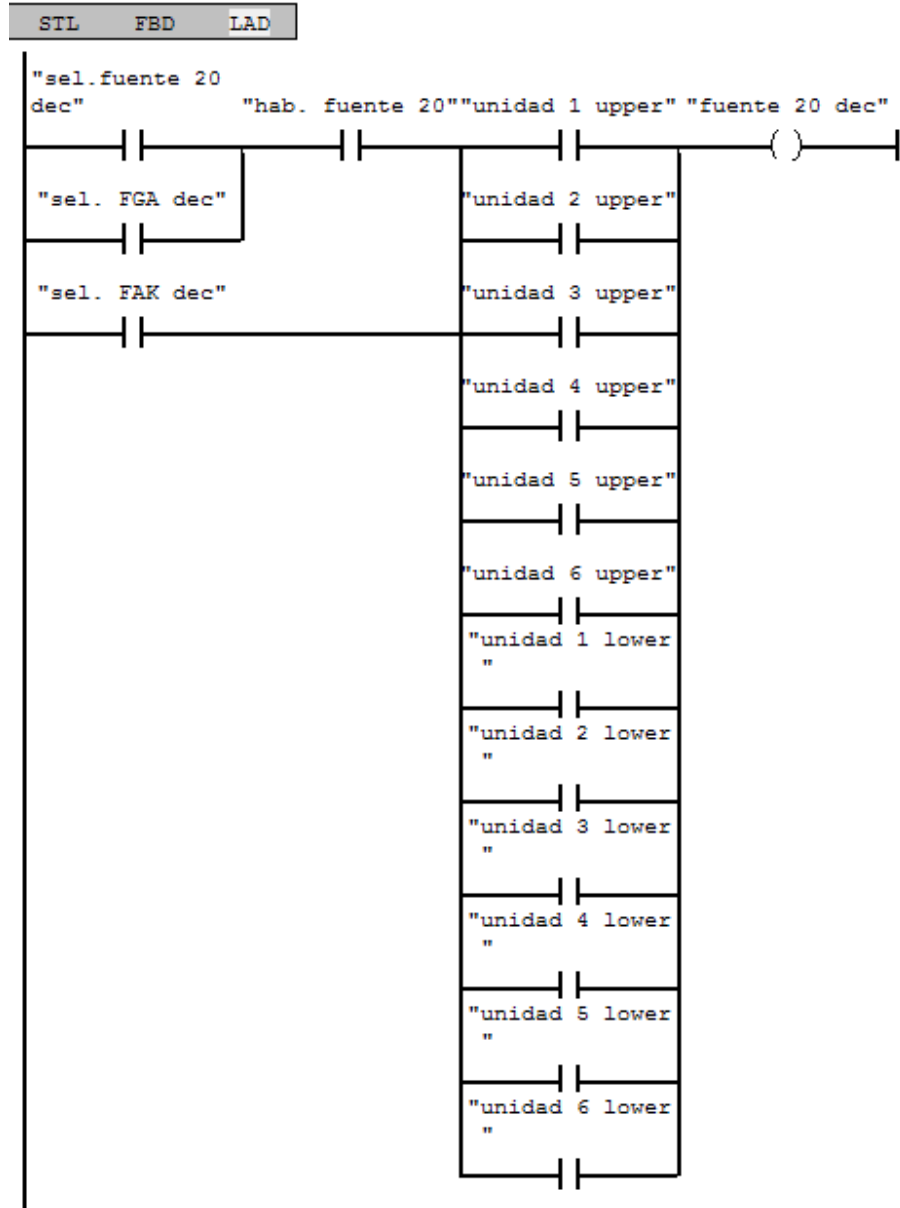 STL FBD LAD
"sel.fuente 20
dec" "hab. fuente 20""unidad 1 upper" "fuente 20 dec"
"sel. FGA dec" "unidad 2 upper"
"sel. FAK dec" "unidad 3 upper"
"unidad 4 upper"
"unidad 5 upper"
"unidad 6 upper"
"unidad 1 lower
"
"unidad 2 lower
"
"unidad 3 lower
"
"unidad 4 lower
"
"unidad 5 lower
"
"unidad 6 lower
"